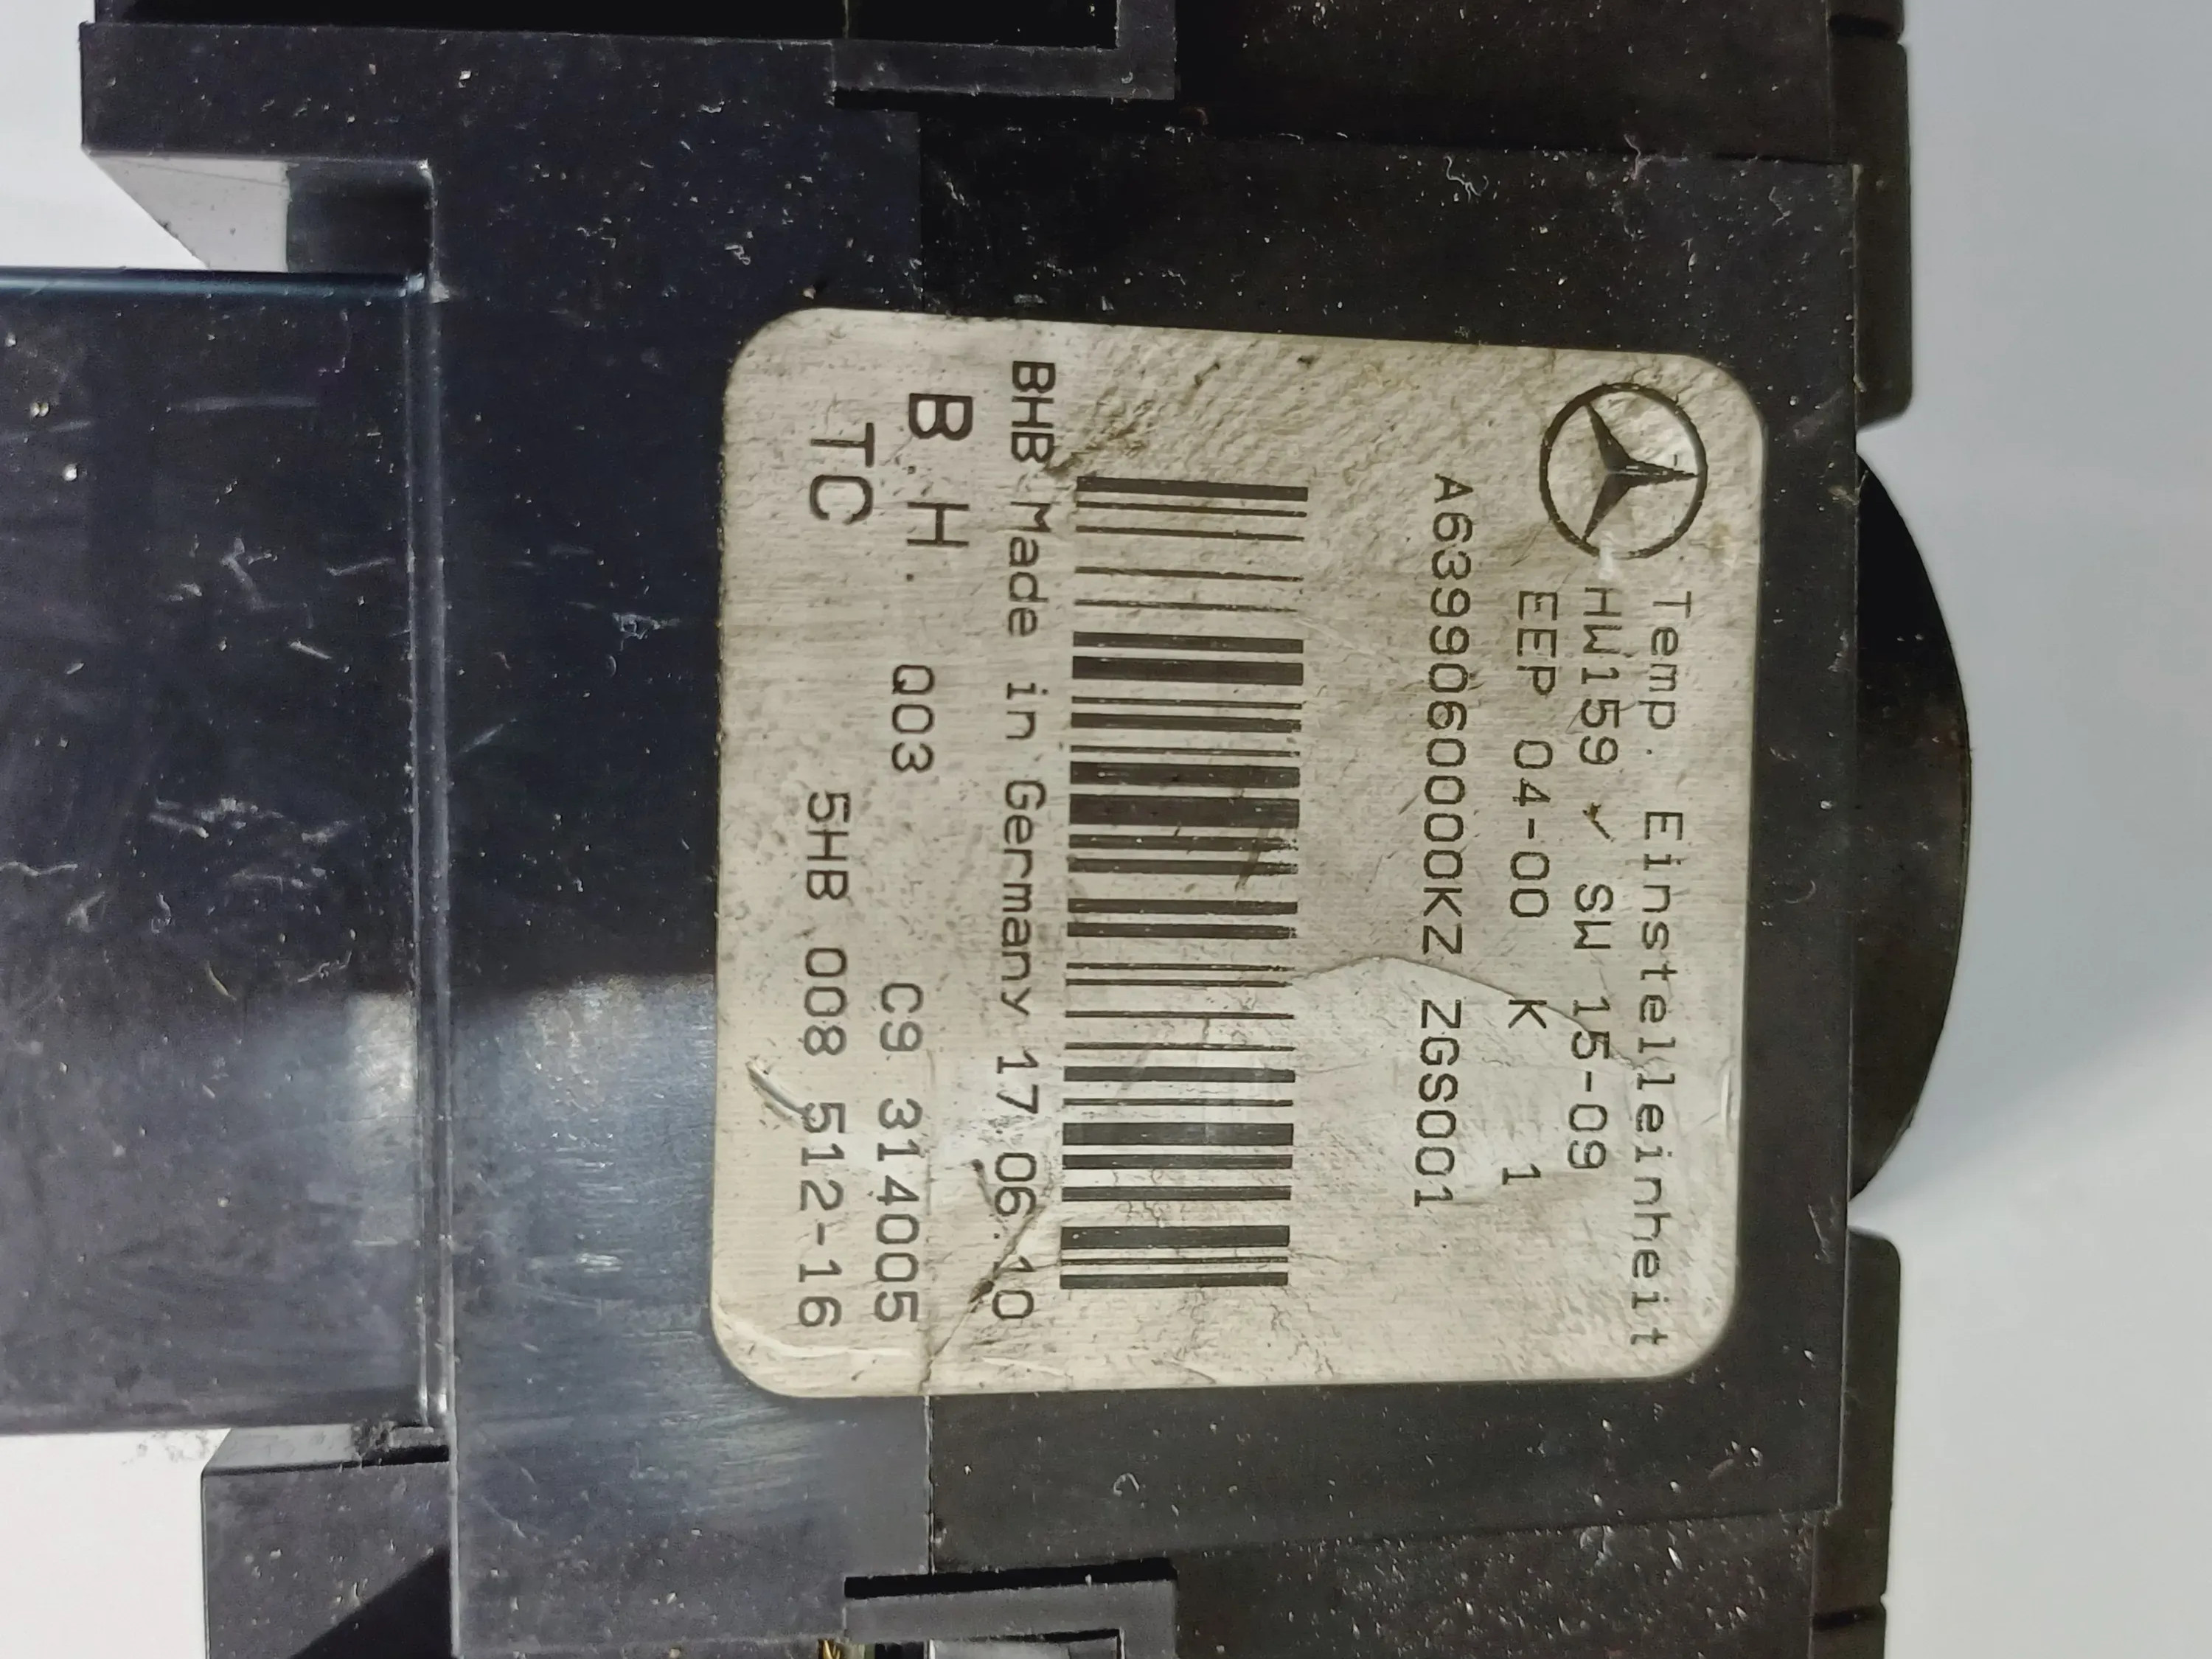 Temp. Einstelleinheit
HW159 ✓ SW 15-09
EEP 04-00 K 1
A6399060000KZ ZGS001
BHB Made in Germany 17.06.10
B.H. Q03 C9 314005
TC 5HB 008 512-16